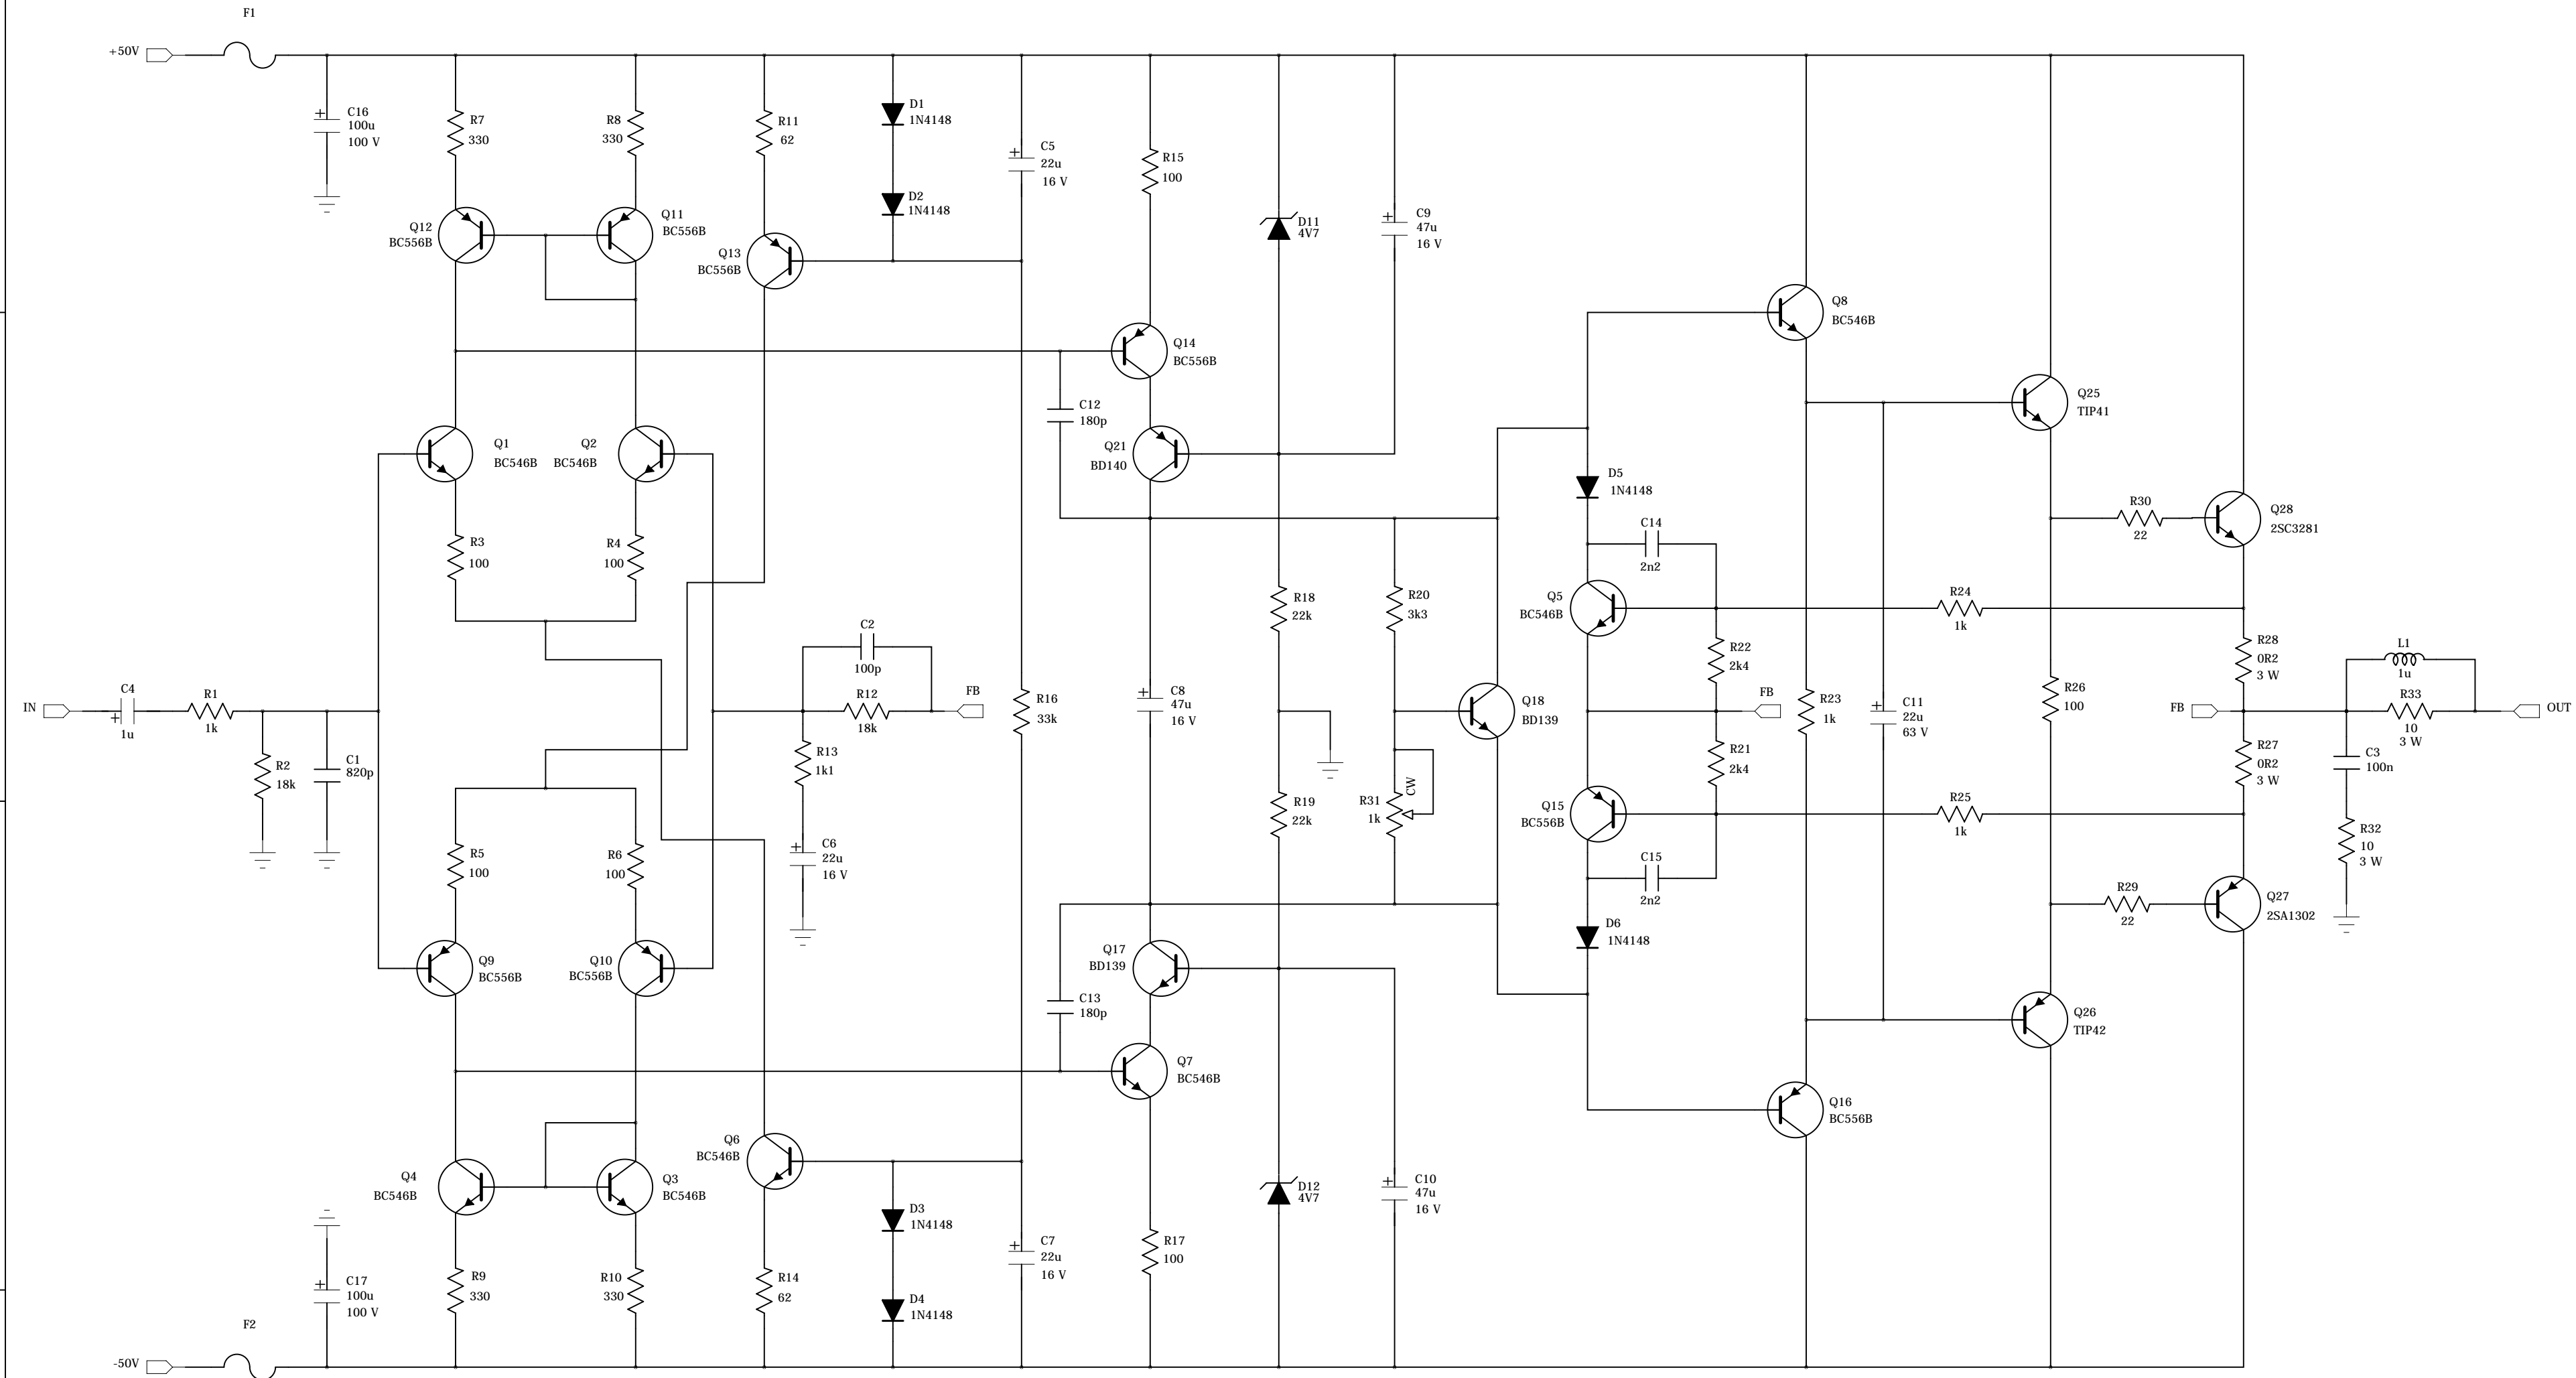 F1
+50V
C16
100u
100 V
R7
330
R8
330
R11
62
D1
1N4148
D2
1N4148
C5
22u
16 V
R15
100
D11
4V7
C9
47u
16 V
Q12
BC556B
Q11
BC556B
Q13
BC556B
Q8
BC546B
Q14
BC556B
C12
180p
Q25
TIP41
Q1
BC546B
Q2
BC546B
Q21
BD140
D5
1N4148
C14
2n2
R30
22
Q28
2SC3281
R3
100
R4
100
R18
22k
R20
3k3
Q5
BC546B
R24
1k
C2
100p
R22
2k4
R28
0R2
3 W
L1
1u
IN
C4
+
1u
R1
1k
R12
18k
FB
R16
33k
C8
47u
16 V
Q18
BD139
FB
R23
1k
C11
22u
63 V
R26
100
FB
R33
10
3 W
OUT
R2
18k
C1
820p
R13
1k1
R21
2k4
R27
0R2
3 W
C3
100n
CW
R31
1k
R19
22k
Q15
BC556B
R25
1k
R5
100
R6
100
C6
22u
16 V
C15
2n2
R32
10
3 W
R29
22
Q27
2SA1302
D6
1N4148
Q9
BC556B
Q10
BC556B
Q17
BD139
C13
180p
Q26
TIP42
Q7
BC546B
Q16
BC556B
Q6
BC546B
Q4
BC546B
Q3
BC546B
D3
1N4148
D12
4V7
C10
47u
16 V
C7
22u
16 V
R17
100
C17
100u
100 V
R9
330
R10
330
R14
62
D4
1N4148
F2
-50V